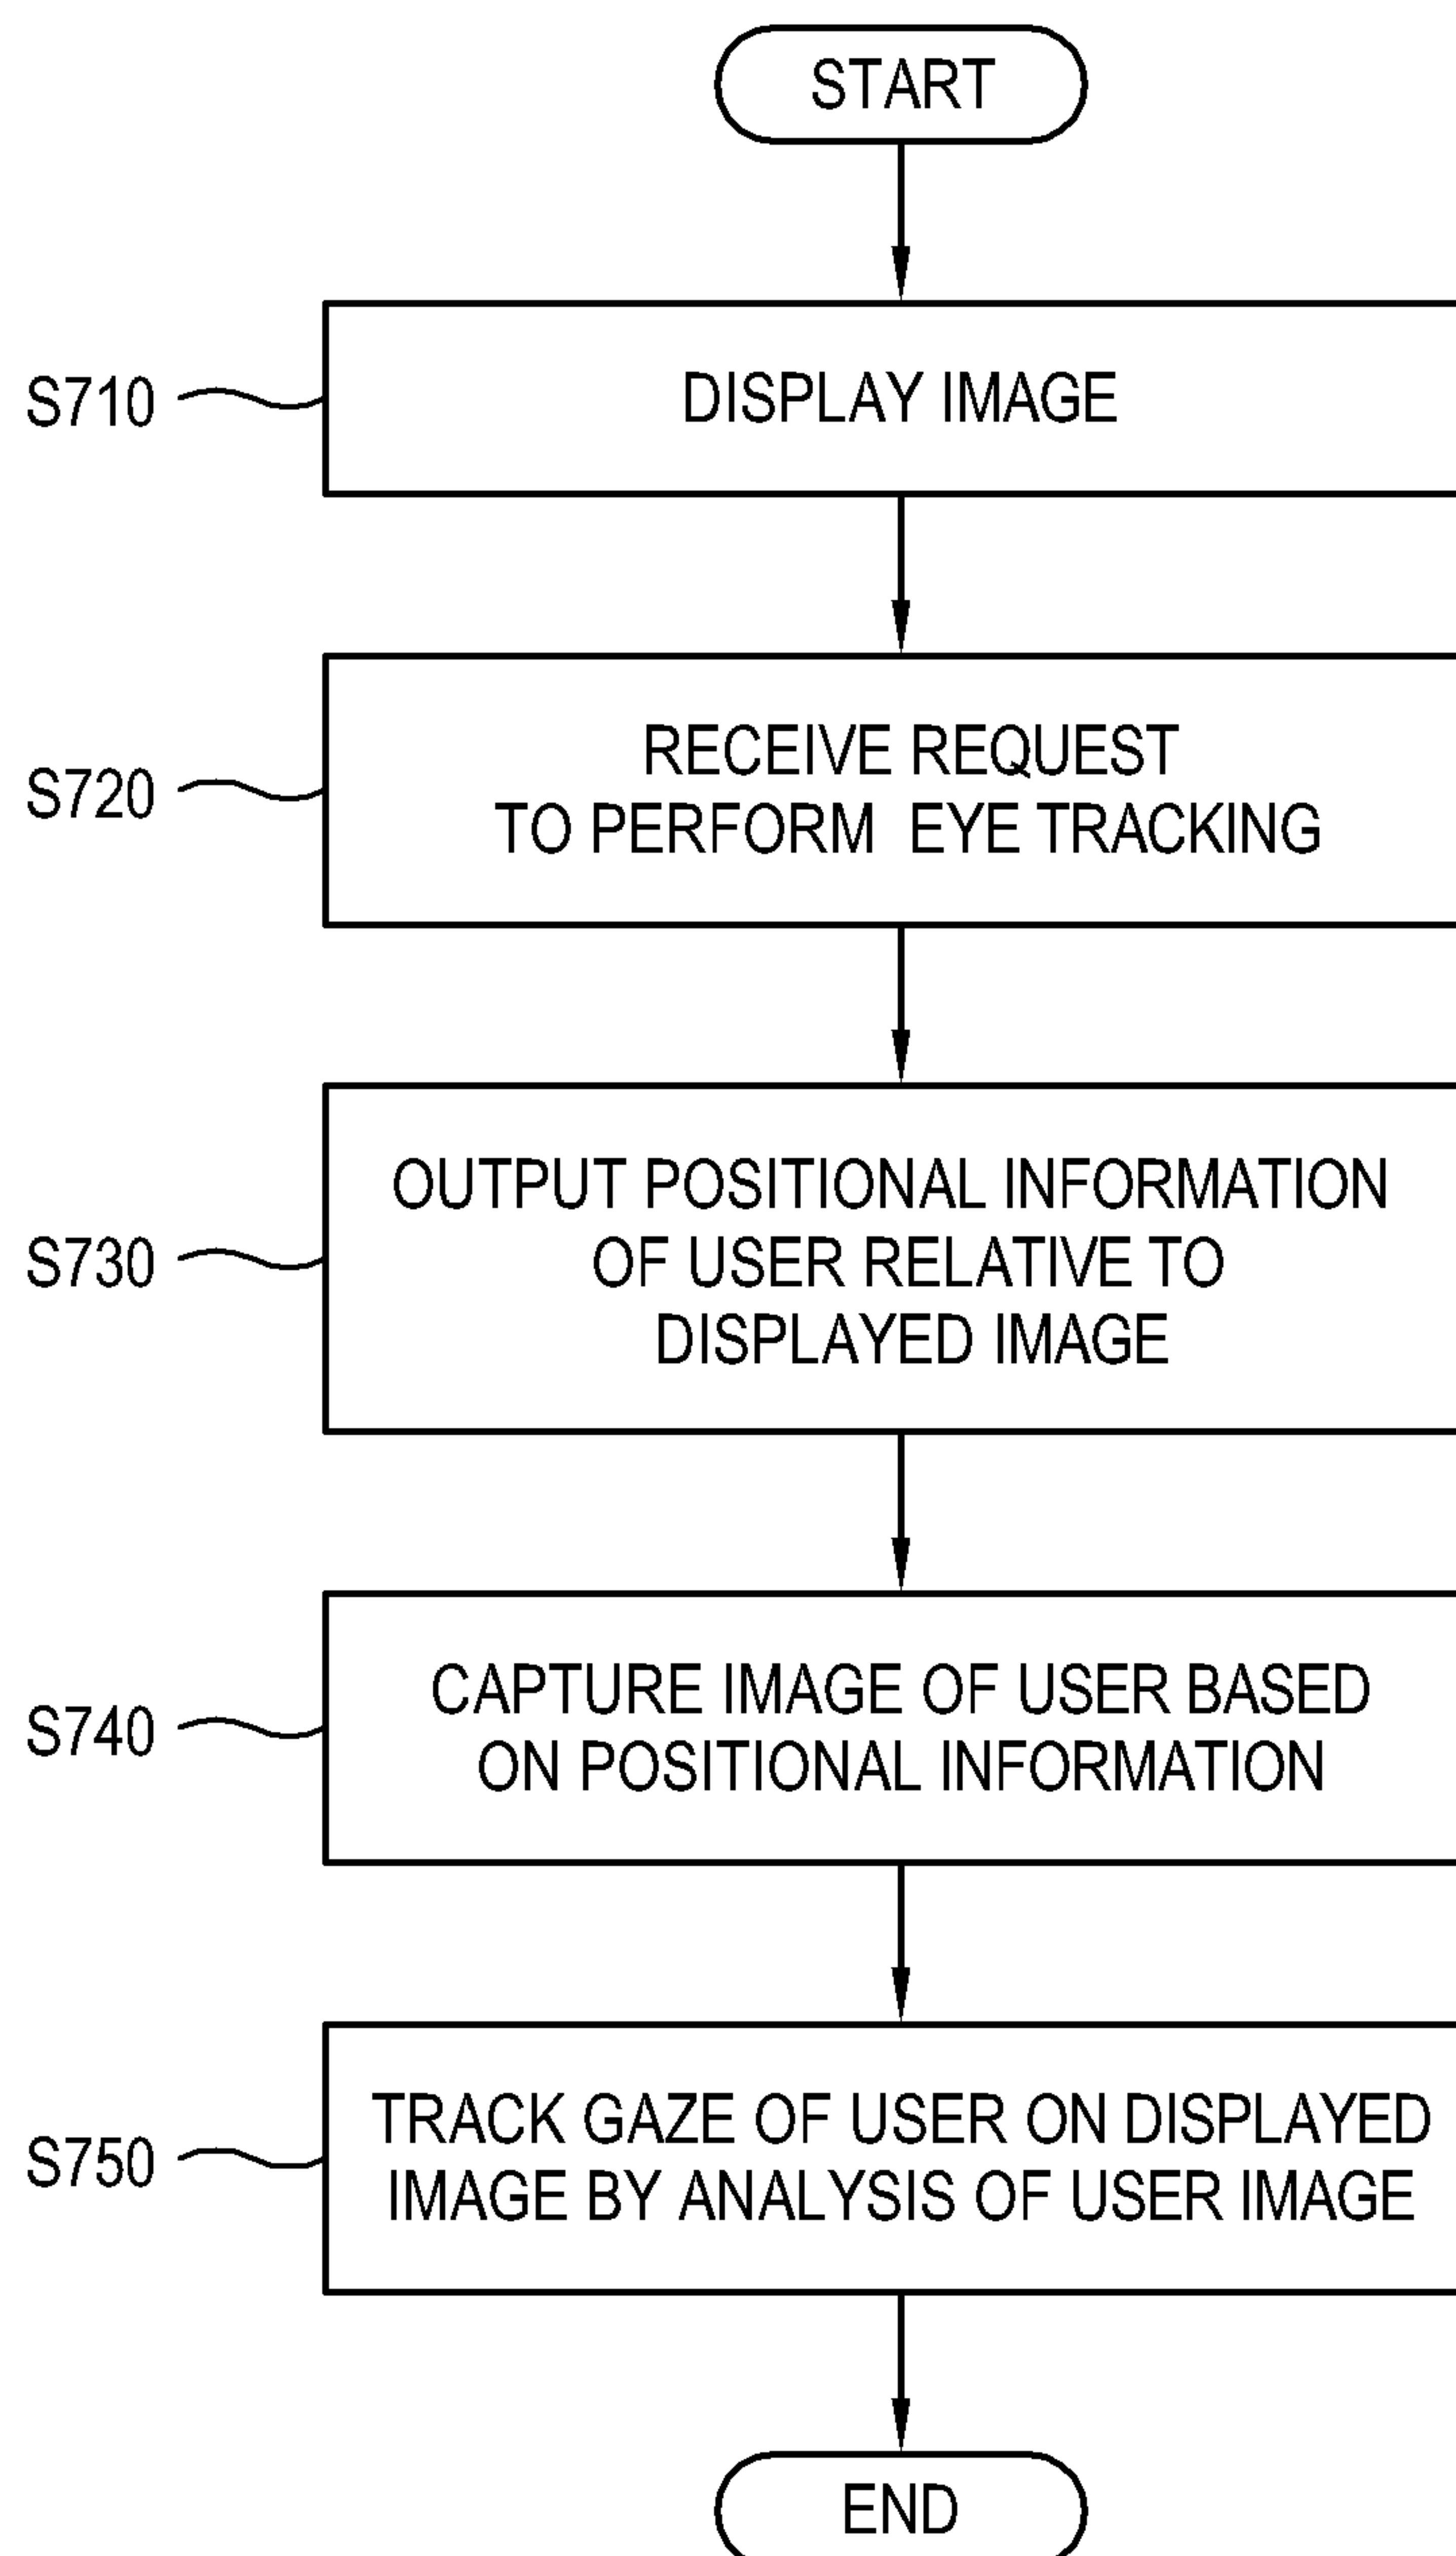 START
S710
DISPLAY IMAGE
S720
RECEIVE REQUEST
TO PERFORM EYE TRACKING
S730
OUTPUT POSITIONAL INFORMATION
OF USER RELATIVE TO
DISPLAYED IMAGE
S740
CAPTURE IMAGE OF USER BASED
ON POSITIONAL INFORMATION
S750
TRACK GAZE OF USER ON DISPLAYED
IMAGE BY ANALYSIS OF USER IMAGE
END